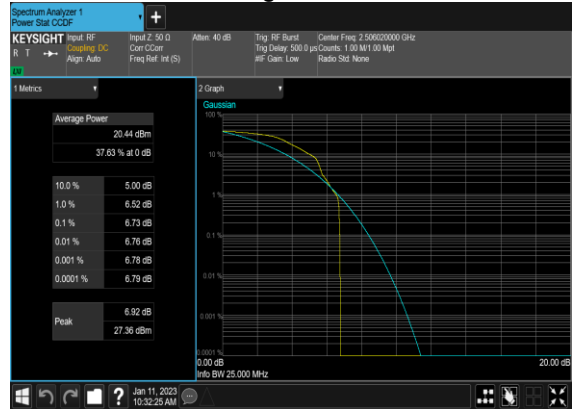 Spectrum Analyzer 1
Power Stat CCDF
KEYSIGHT Input: RF Input Z: 50 Ω Atten: 40 dB Trig: RF Burst Center Freq: 2.506020000 GHz
R T Coupling: DC Corr CCorr Trig Delay: 500.0 µs Counts: 1.00 M/1.00 Mpt
Align: Auto Freq Ref: Int (S) #IF Gain: Low Radio Std: None
1 Metrics
2 Graph
Average Power
20.44 dBm
37.63 % at 0 dB
10.0 % 5.00 dB
1.0 % 6.52 dB
0.1 % 6.73 dB
0.01 % 6.76 dB
0.001 % 6.78 dB
0.0001 % 6.79 dB
Peak 6.92 dB
27.36 dBm
Gaussian
100 %
10 %
1 %
0.1 %
0.01 %
0.001 %
0.0001 %
0.00 dB 20.00 dB
Info BW 25.000 MHz
Jan 11, 2023
10:32:25 AM